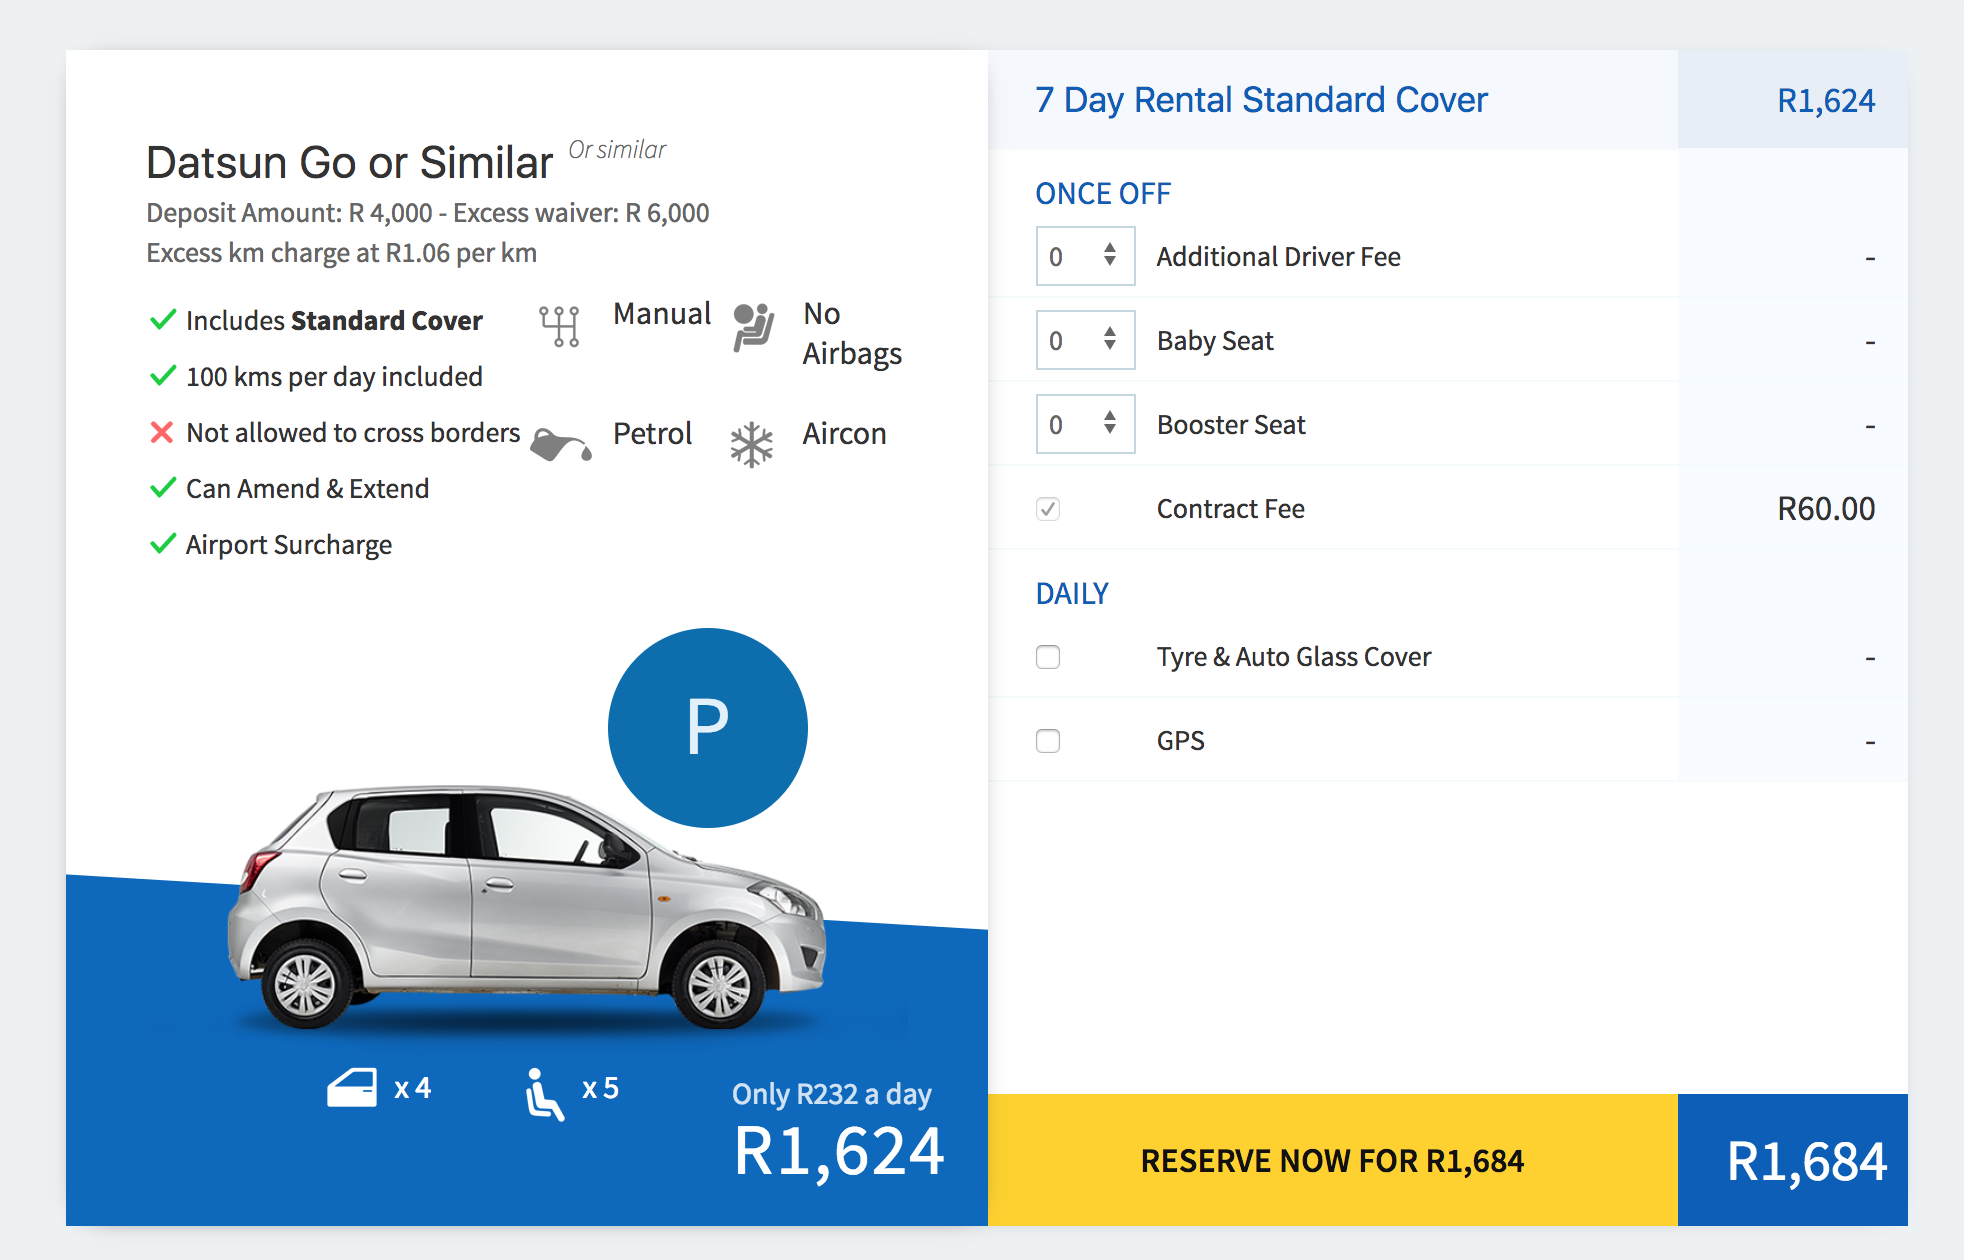 Datsun Go or Similar Or similar
Deposit Amount: R 4,000 - Excess waiver: R 6,000
Excess km charge at R1.06 per km
Includes Standard Cover
100 kms per day included
Not allowed to cross borders
Can Amend & Extend
Airport Surcharge
Manual
No
Airbags
Petrol
Aircon
P
x 4
x 5
Only R232 a day
R1,624
7 Day Rental Standard Cover R1,624
ONCE OFF
0 Additional Driver Fee -
0 Baby Seat -
0 Booster Seat -
Contract Fee R60.00
DAILY
Tyre & Auto Glass Cover -
GPS -
RESERVE NOW FOR R1,684 R1,684